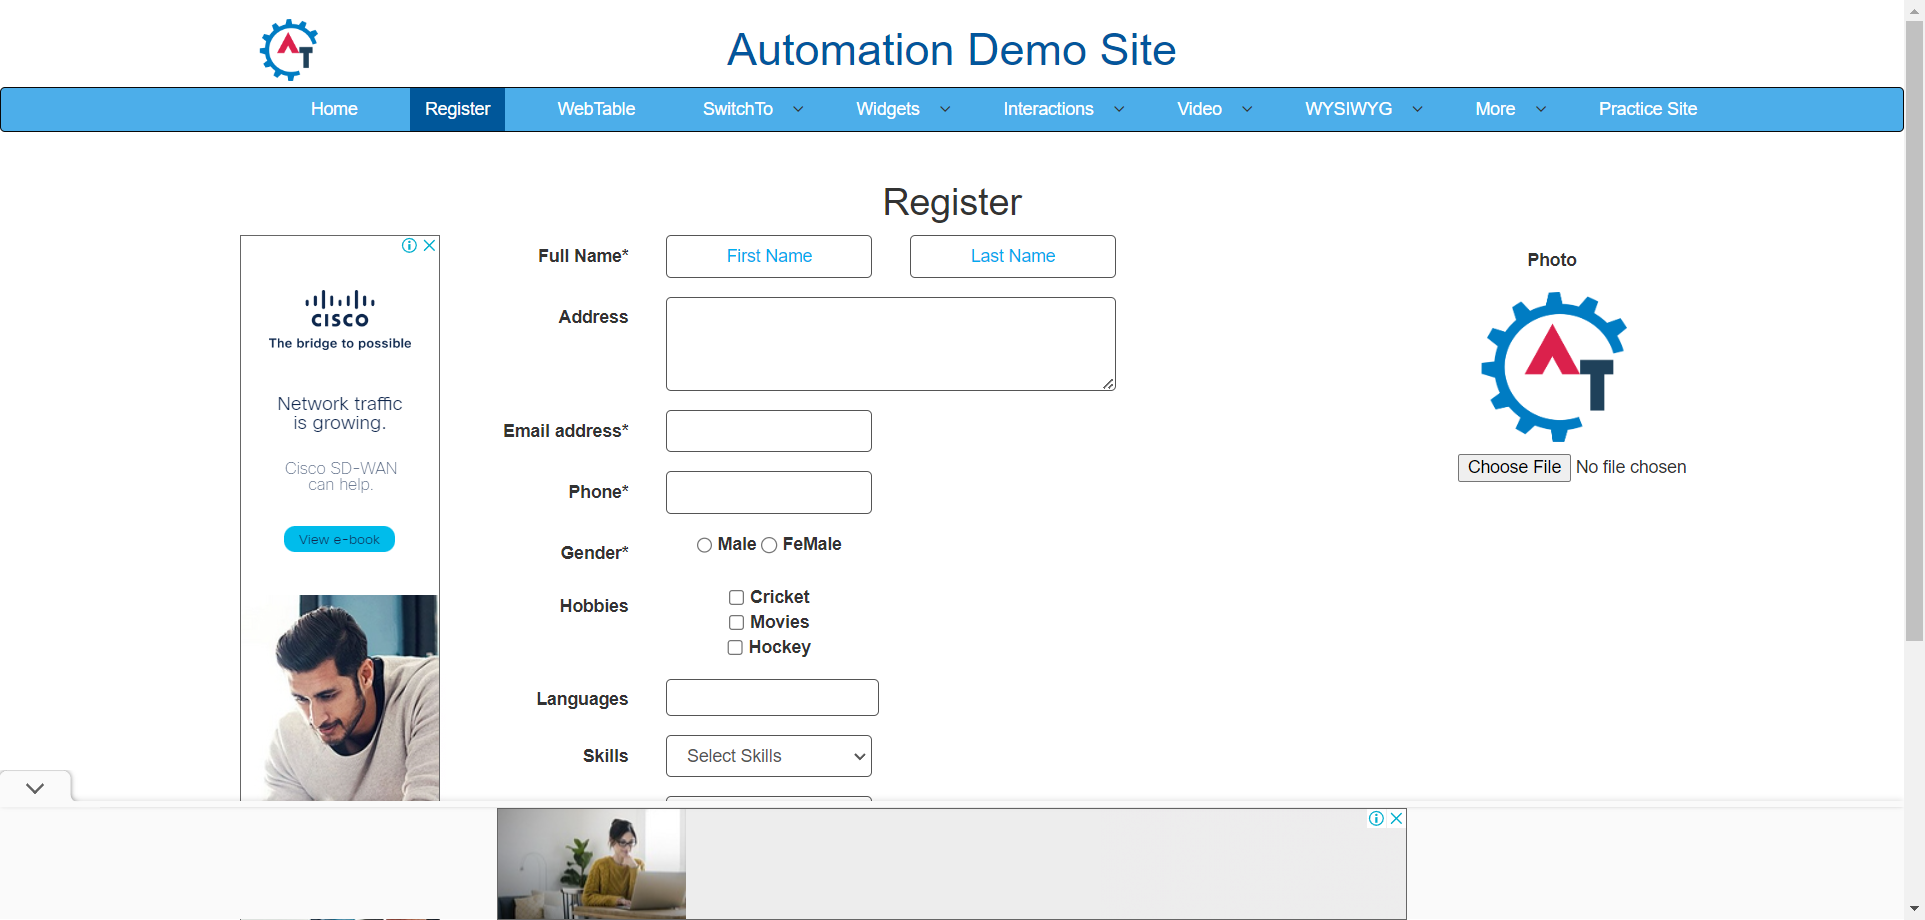 AT
Automation Demo Site
Home Register WebTable SwitchTo Widgets Interactions Video WYSIWYG More Practice Site
Register
Full Name* First Name Last Name
Address
Email address*
Phone*
Gender* Male FeMale
Hobbies Cricket
Movies
Hockey
Languages
Skills Select Skills
Photo
AT
Choose File No file chosen
CISCO
The bridge to possible
Network traffic
is growing.
Cisco SD-WAN
can help.
View e-book